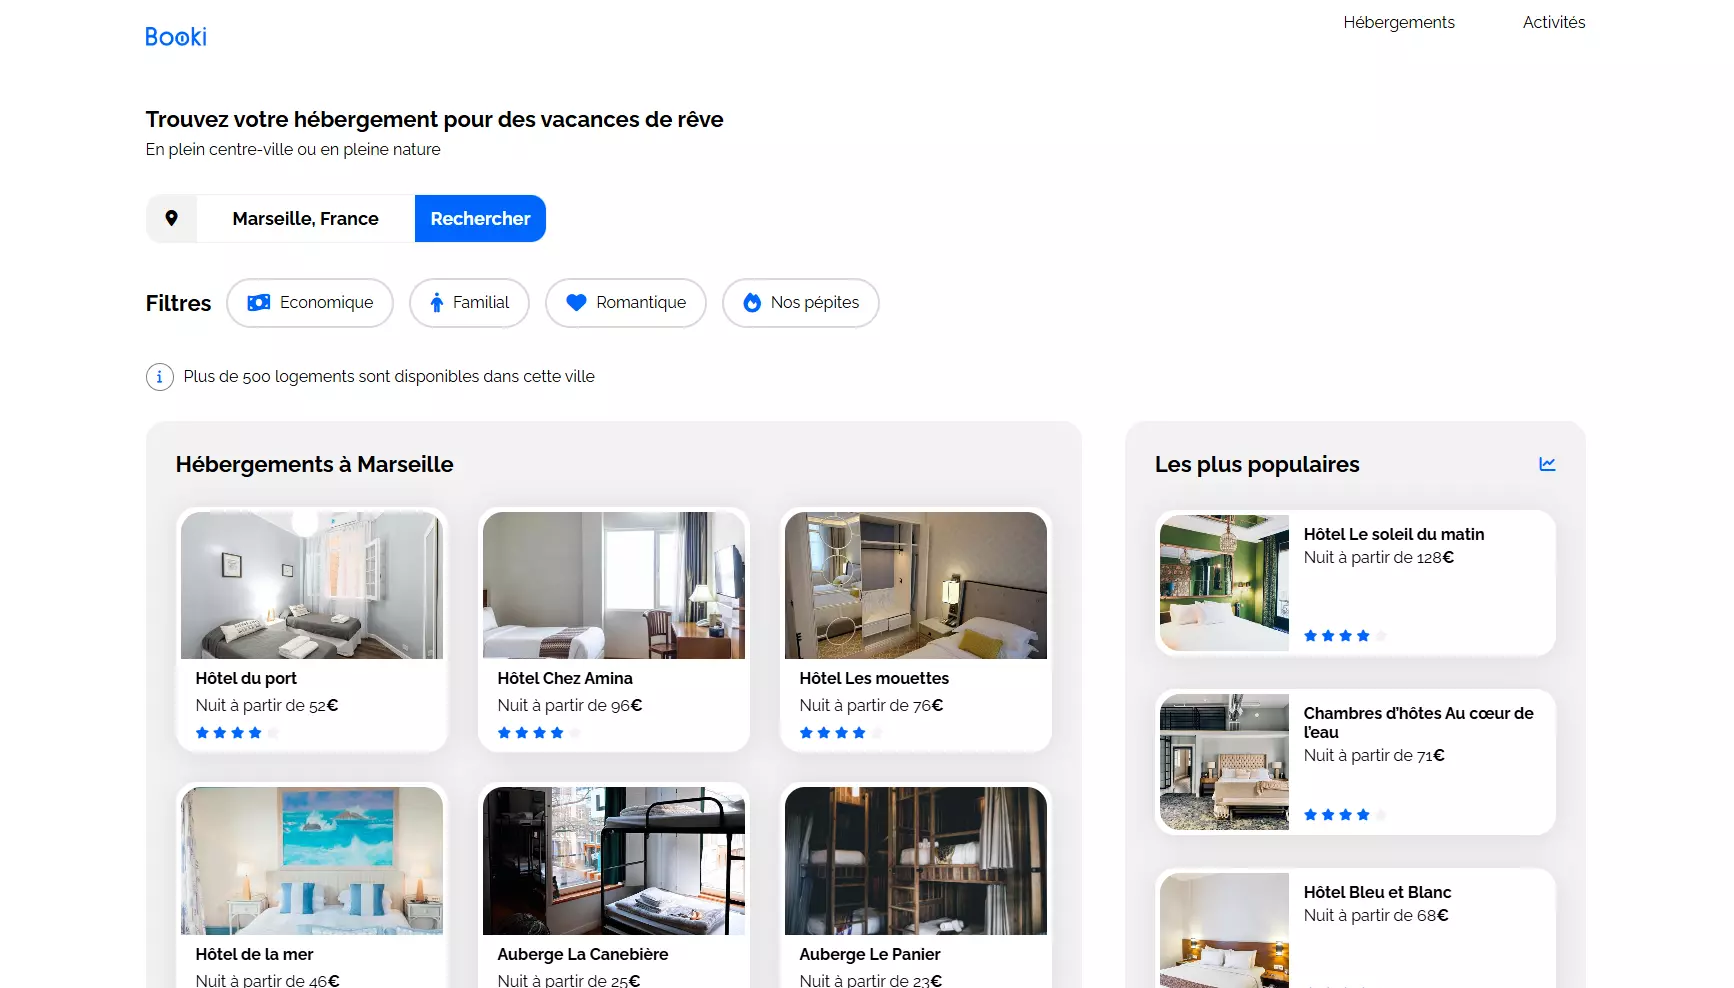 Booki
Hébergements
Activités
Trouvez votre hébergement pour des vacances de rêve
En plein centre-ville ou en pleine nature
Marseille, France
Rechercher
Filtres
Economique
Familial
Romantique
Nos pépites
Plus de 500 logements sont disponibles dans cette ville
Hébergements à Marseille
Hôtel du port
Nuit à partir de 52€
Hôtel Chez Amina
Nuit à partir de 96€
Hôtel Les mouettes
Nuit à partir de 76€
Hôtel de la mer
Nuit à partir de 46€
Auberge La Canebière
Nuit à partir de 25€
Auberge Le Panier
Nuit à partir de 23€
Les plus populaires
Hôtel Le soleil du matin
Nuit à partir de 128€
Chambres d'hôtes Au cœur de
l'eau
Nuit à partir de 71€
Hôtel Bleu et Blanc
Nuit à partir de 68€